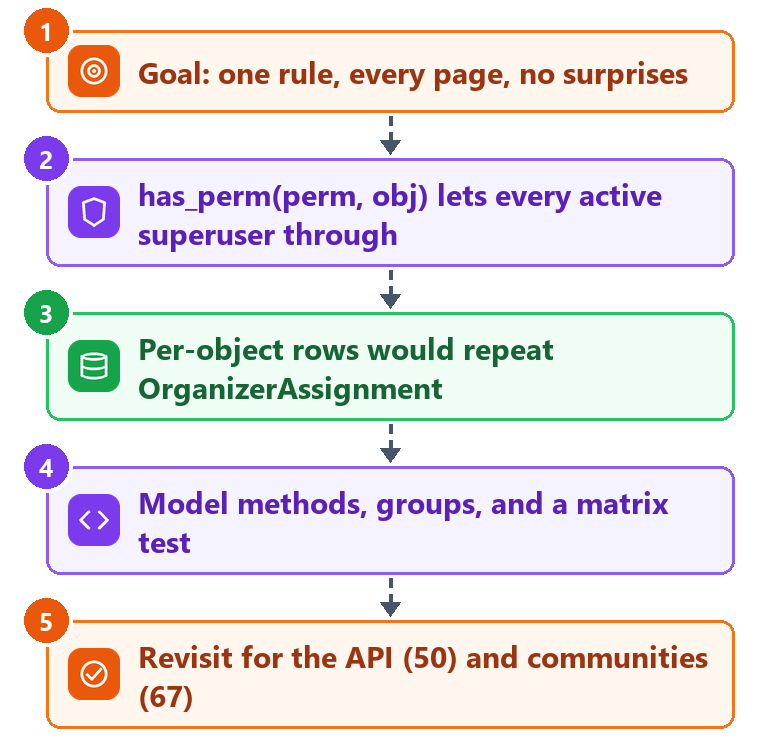 1
Goal: one rule, every page, no surprises
2
has_perm(perm, obj) lets every active
superuser through
3
Per-object rows would repeat
OrganizerAssignment
4
Model methods, groups, and a matrix
test
5
Revisit for the API (50) and communities
(67)